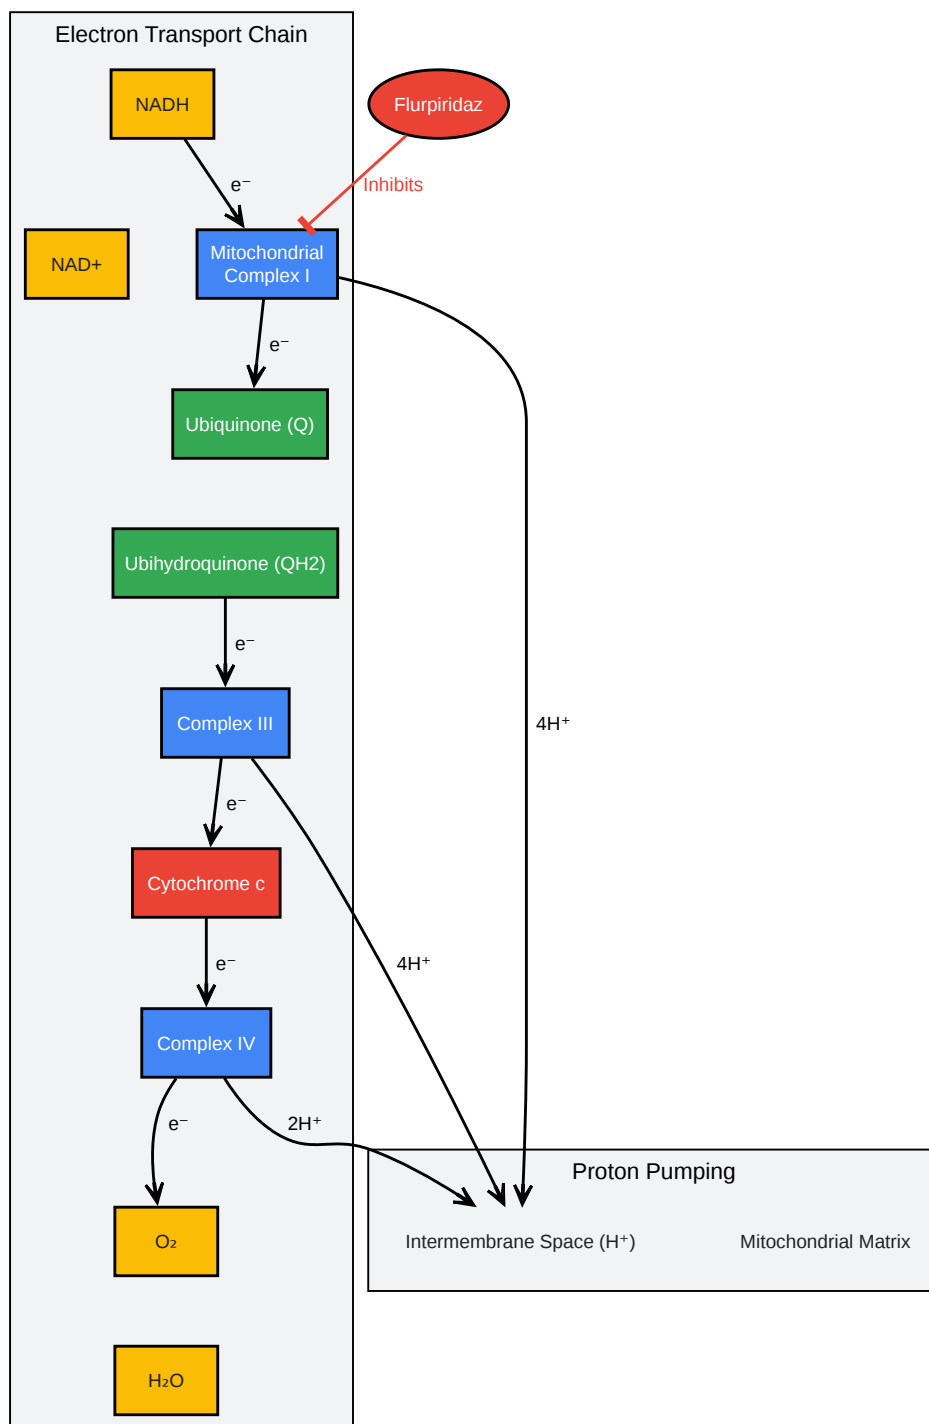 Electron Transport Chain
NADH
Flurpiridaz
e⁻
Inhibits
NAD+
Mitochondrial
Complex I
e⁻
Ubiquinone (Q)
Ubihydroquinone (QH2)
e⁻
Complex III
4H⁺
e⁻
Cytochrome c
e⁻
4H⁺
Complex IV
e⁻
2H⁺
Proton Pumping
O₂
Intermembrane Space (H⁺)
Mitochondrial Matrix
H₂O